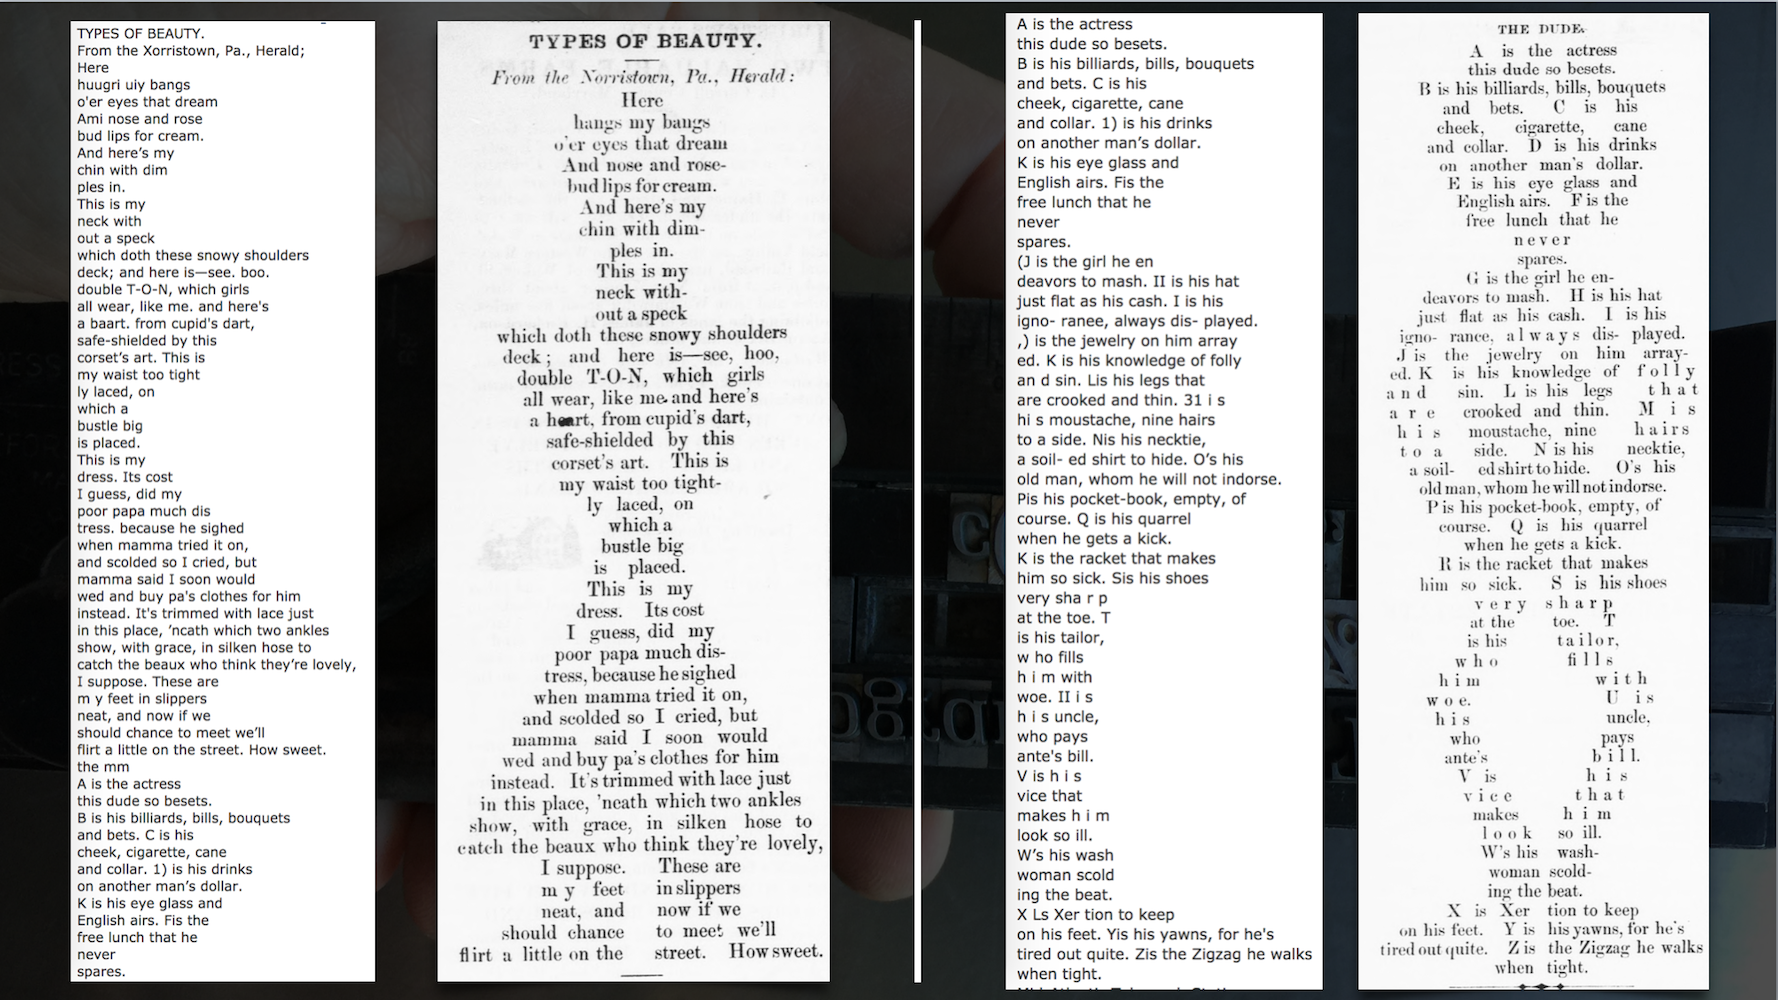 TYPES OF BEAUTY.
From the Xorristown, Pa., Herald;
Here
huugri uiy bangs
o'er eyes that dream
Ami nose and rose
bud lips for cream.
And here's my
chin with dim
ples in.
This is my
neck with
out a speck
which doth these snowy shoulders
deck; and here is—see. boo.
double T-O-N, which girls
all wear, like me. and here's
a baart. from cupid's dart,
safe-shielded by this
corset's art. This is
my waist too tight
ly laced, on
which a
bustle big
is placed.
This is my
dress. Its cost
I guess, did my
poor papa much dis
tress. because he sighed
when mamma tried it on,
and scolded so I cried, but
mamma said I soon would
wed and buy pa's clothes for him
instead. It's trimmed with lace just
in this place, 'ncath which two ankles
show, with grace, in silken hose to
catch the beaux who think they're lovely,
I suppose. These are
m y feet in slippers
neat, and now if we
should chance to meet we'll
flirt a little on the street. How sweet.
the mm
A is the actress
this dude so besets.
B is his billiards, bills, bouquets
and bets. C is his
cheek, cigarette, cane
and collar. 1) is his drinks
on another man's dollar.
K is his eye glass and
English airs. Fis the
free lunch that he
never
spares.
TYPES OF BEAUTY.
From the Norristown, Pa., Herald:
Here
hangs my bangs
o'er eyes that dream
And nose and rose-
bud lips for cream.
And here's my
chin with dim-
ples in.
This is my
neck with-
out a speck
which doth these snowy shoulders
deck; and here is—see, hoo,
double T-O-N, which girls
all wear, like me and here's
a heart, from cupid's dart,
safe-shielded by this
corset's art. This is
my waist too tight-
ly laced, on
which a
bustle big
is placed.
This is my
dress. Its cost
I guess, did my
poor papa much dis-
tress, because he sighed
when mamma tried it on,
and scolded so I cried, but
mamma said I soon would
wed and buy pa's clothes for him
instead. It's trimmed with lace just
in this place, 'neath which two ankles
show, with grace, in silken hose to
catch the beaux who think they're lovely,
I suppose. These are
m y feet in slippers
neat, and now if we
should chance to meet we'll
flirt a little on the street. How sweet.
A is the actress
this dude so besets.
B is his billiards, bills, bouquets
and bets. C is his
cheek, cigarette, cane
and collar. 1) is his drinks
on another man's dollar.
K is his eye glass and
English airs. Fis the
free lunch that he
never
spares.
(J is the girl he en
deavors to mash. II is his hat
just flat as his cash. I is his
igno- ranee, always dis- played.
,) is the jewelry on him array
ed. K is his knowledge of folly
an d sin. Lis his legs that
are crooked and thin. 31 i s
hi s moustache, nine hairs
to a side. Nis his necktie,
a soil- ed shirt to hide. O's his
old man, whom he will not indorse.
Pis his pocket-book, empty, of
course. Q is his quarrel
when he gets a kick.
K is the racket that makes
him so sick. Sis his shoes
very sha r p
at the toe. T
is his tailor,
w ho fills
h i m with
woe. II i s
h i s uncle,
who pays
ante's bill.
V is h i s
vice that
makes h i m
look so ill.
W's his wash
woman scold
ing the beat.
X Ls Xer tion to keep
on his feet. Yis his yawns, for he's
tired out quite. Zis the Zigzag he walks
when tight.
THE DUDE.
A is the actress
this dude so besets.
B is his billiards, bills, bouquets
and bets. C is his
cheek, cigarette, cane
and collar. D is his drinks
on another man's dollar.
E is his eye glass and
English airs. F is the
free lunch that he
never
spares.
G is the girl he en-
deavors to mash. H is his hat
just flat as his cash. I is his
igno- rance, always dis- played.
J is the jewelry on him array-
ed. K is his knowledge of folly
and sin. L is his legs that
are crooked and thin. M is
his moustache, nine hairs
to a side. N is his necktie,
a soil- ed shirt to hide. O's his
old man, whom he will not indorse.
P is his pocket-book, empty, of
course. Q is his quarrel
when he gets a kick.
R is the racket that makes
him so sick. S is his shoes
very sharp
at the toe. T
is his tailor,
who fills
him with
woe. U is
his uncle,
who pays
ante's bill.
V is his
vice that
makes him
look so ill.
W's his wash-
woman scold-
ing the beat.
X is Xer tion to keep
on his feet. Y is his yawns, for he's
tired out quite. Z is the Zigzag he walks
when tight.